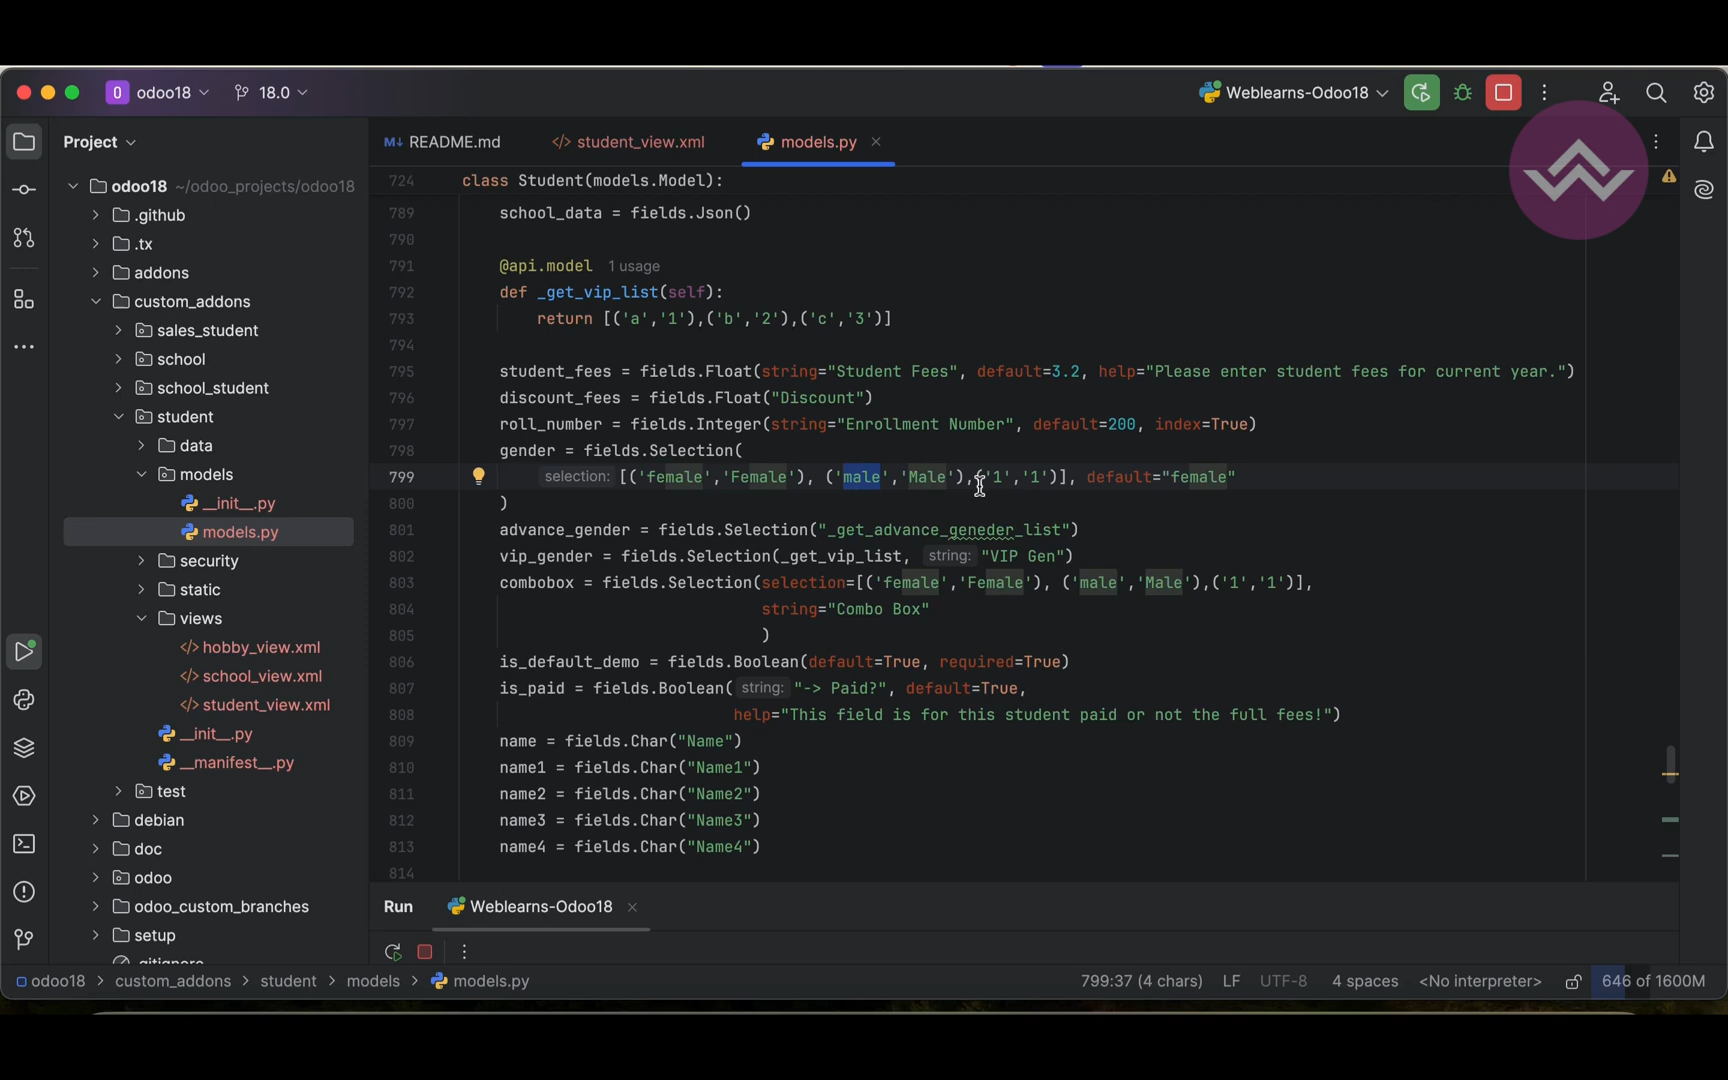 odoo18
18.0
Weblearns-Odoo18
Project
README.md
student_view.xml
models.py
odoo18 ~/odoo_projects/odoo18
.github
.tx
addons
custom_addons
sales_student
school
school_student
student
data
models
__init__.py
models.py
security
static
views
hobby_view.xml
school_view.xml
student_view.xml
__init__.py
__manifest__.py
test
debian
doc
odoo
odoo_custom_branches
setup
.gitignore
724 class Student(models.Model):
789 school_data = fields.Json()
790
791 @api.model 1 usage
792 def _get_vip_list(self):
793 return [('a','1'),('b','2'),('c','3')]
794
795 student_fees = fields.Float(string="Student Fees", default=3.2, help="Please enter student fees for current year.")
796 discount_fees = fields.Float("Discount")
797 roll_number = fields.Integer(string="Enrollment Number", default=200, index=True)
798 gender = fields.Selection(
799 selection: [('female','Female'), ('male','Male'),('1','1')], default="female"
800 )
801 advance_gender = fields.Selection("_get_advance_geneder_list")
802 vip_gender = fields.Selection(_get_vip_list, string: "VIP Gen")
803 combobox = fields.Selection(selection=[('female','Female'), ('male','Male'),('1','1')],
804 string="Combo Box"
805 )
806 is_default_demo = fields.Boolean(default=True, required=True)
807 is_paid = fields.Boolean( string: "-> Paid?", default=True,
808 help="This field is for this student paid or not the full fees!")
809 name = fields.Char("Name")
810 name1 = fields.Char("Name1")
811 name2 = fields.Char("Name2")
812 name3 = fields.Char("Name3")
813 name4 = fields.Char("Name4")
814
Run
Weblearns-Odoo18
odoo18 > custom_addons > student > models > models.py
799:37 (4 chars)
LF
UTF-8
4 spaces
<No interpreter>
646 of 1600M